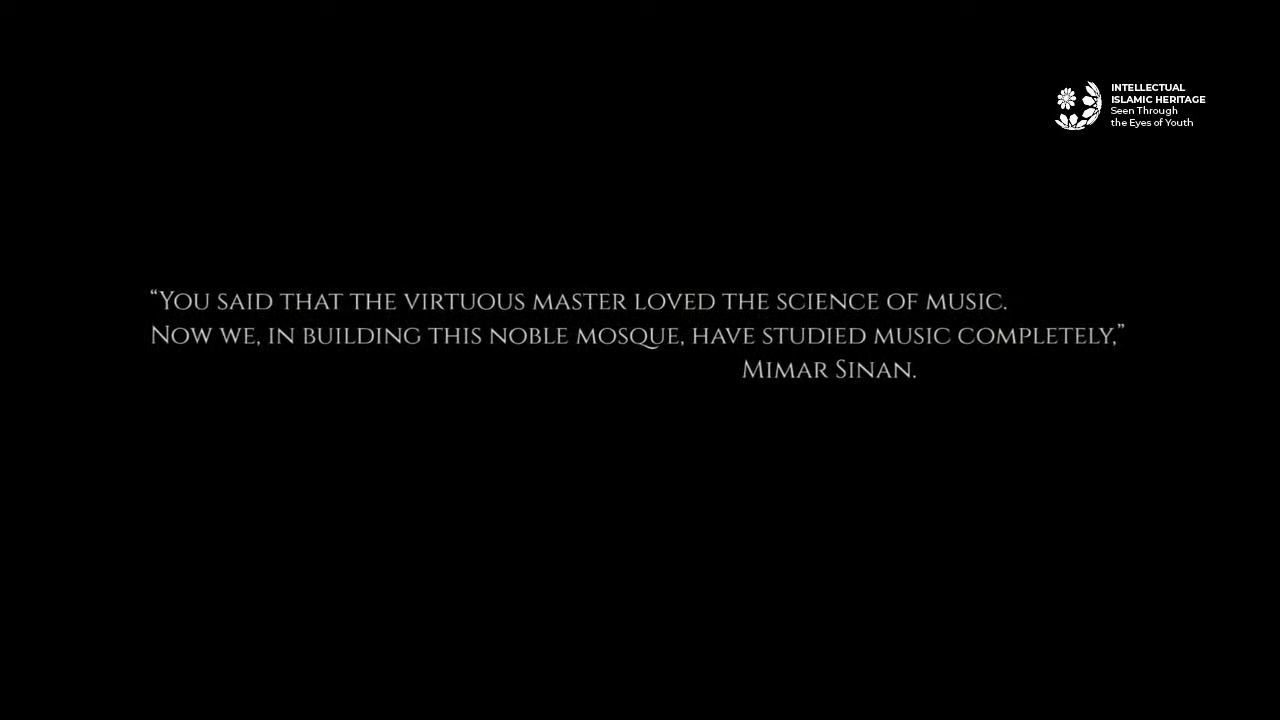 INTELLECTUAL
ISLAMIC HERITAGE
Seen Through
the Eyes of Youth
“You said that the virtuous master loved the science of music.
Now we, in building this noble mosque, have studied music completely,”
Mimar Sinan.